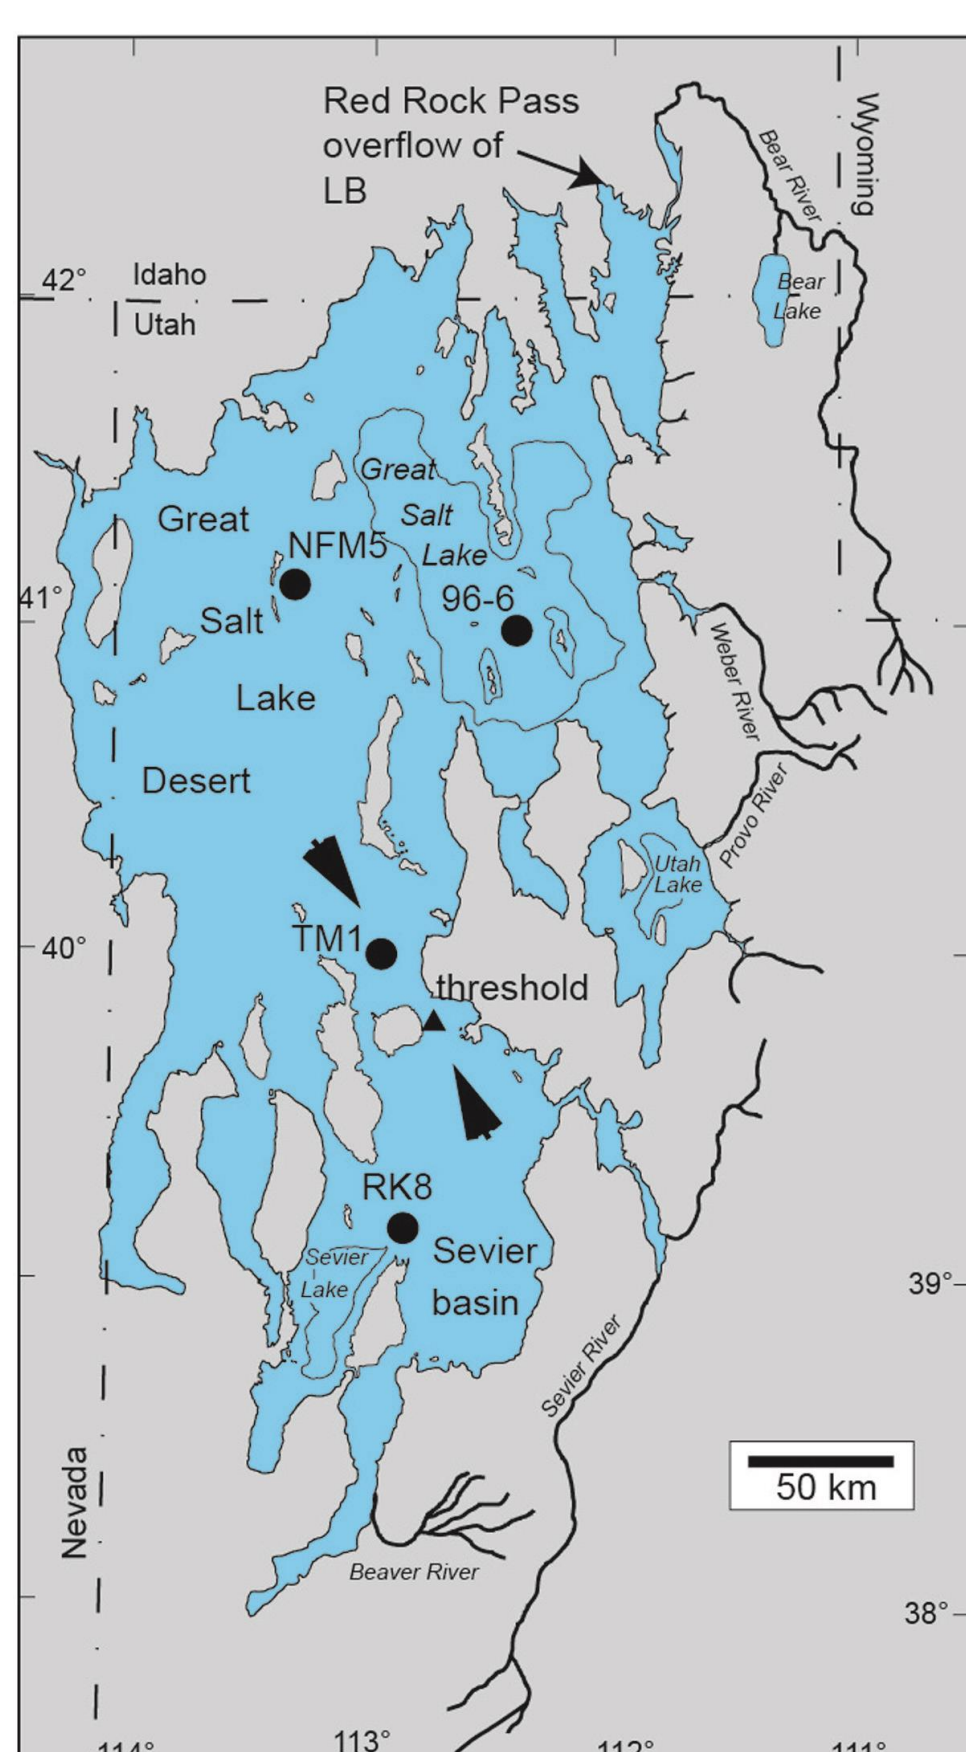 Red Rock Pass
overflow of
LB
Wyoming
Bear River
42°
Idaho
Utah
Bear
Lake
Great
Salt
Lake
Great
NFM5
41°
96-6
Salt
Weber River
Lake
Desert
Provo River
Utah
Lake
TM1
40°
threshold
RK8
Sevier
basin
Sevier
Lake
39°
Sevier River
Nevada
50 km
Beaver River
38°
114°
113°
112°
111°